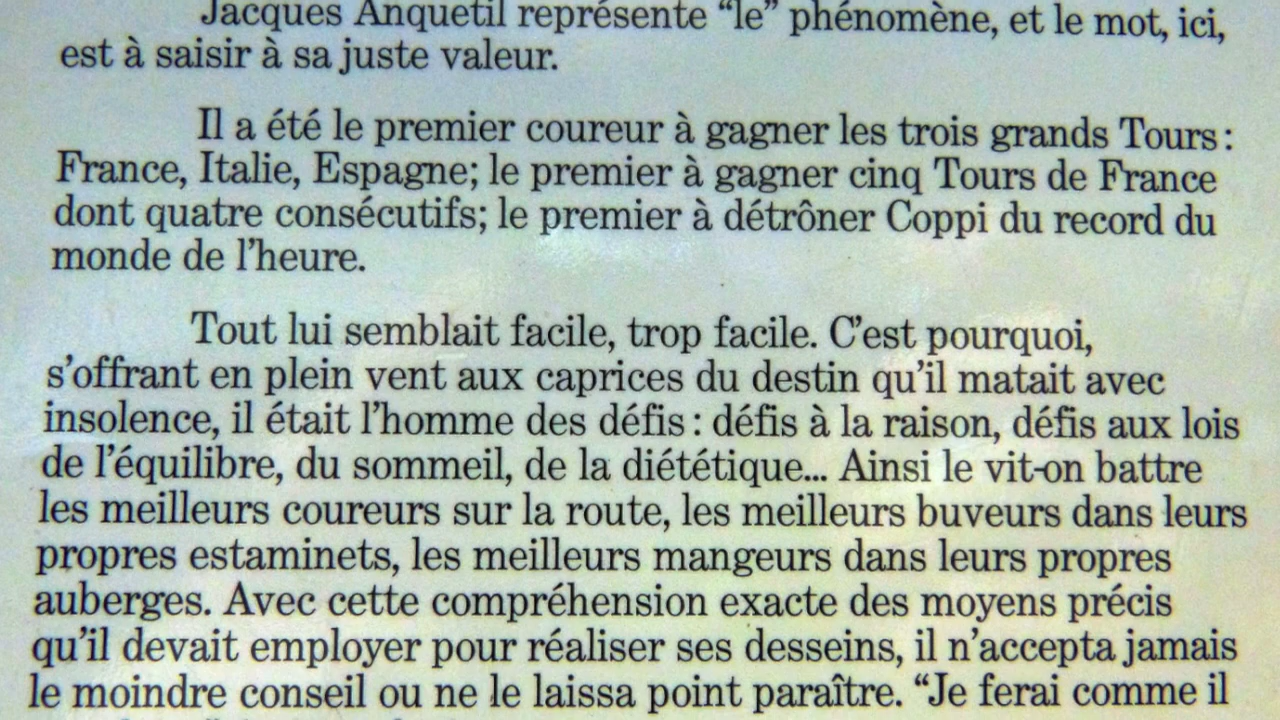 Jacques Anquetil représente “le” phénomène, et le mot, ici,
est à saisir à sa juste valeur.
Il a été le premier coureur à gagner les trois grands Tours :
France, Italie, Espagne; le premier à gagner cinq Tours de France
dont quatre consécutifs; le premier à détrôner Coppi du record du
monde de l’heure.
Tout lui semblait facile, trop facile. C’est pourquoi,
s’offrant en plein vent aux caprices du destin qu’il matait avec
insolence, il était l’homme des défis : défis à la raison, défis aux lois
de l’équilibre, du sommeil, de la diététique... Ainsi le vit-on battre
les meilleurs coureurs sur la route, les meilleurs buveurs dans leurs
propres estaminets, les meilleurs mangeurs dans leurs propres
auberges. Avec cette compréhension exacte des moyens précis
qu’il devait employer pour réaliser ses desseins, il n’accepta jamais
le moindre conseil ou ne le laissa point paraître. “Je ferai comme il